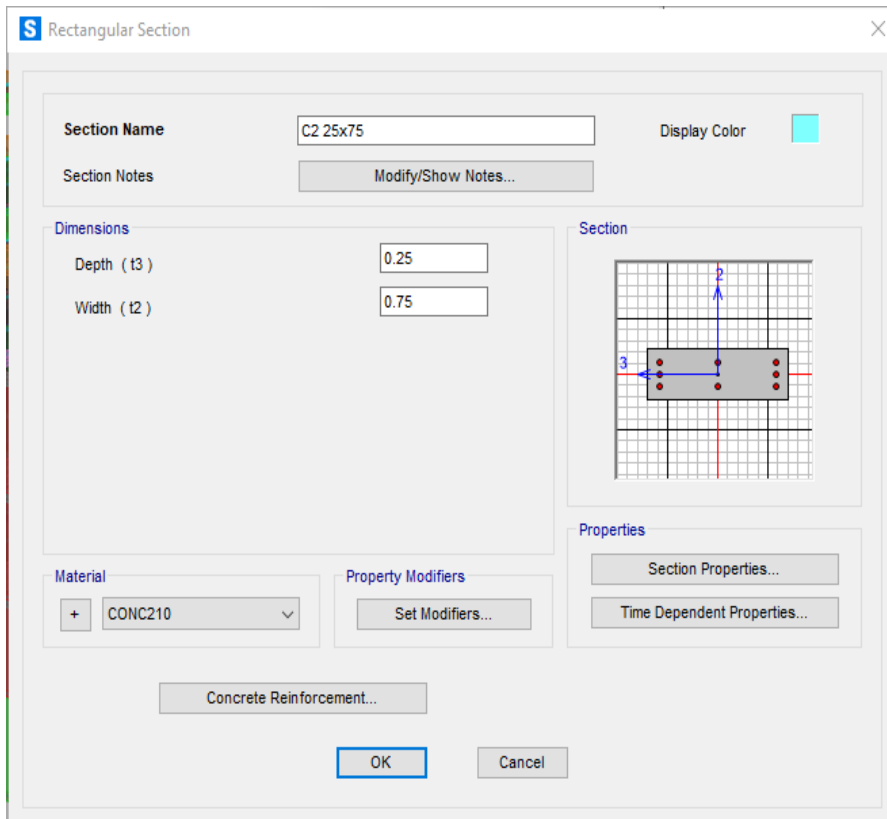 S Rectangular Section
Section Name C2 25x75 Display Color
Section Notes Modify/Show Notes...
Dimensions
Depth ( t3 ) 0.25
Width ( t2 ) 0.75
Section
2
3
Properties
Section Properties...
Time Dependent Properties...
Material
+ CONC210
Property Modifiers
Set Modifiers...
Concrete Reinforcement...
OK Cancel